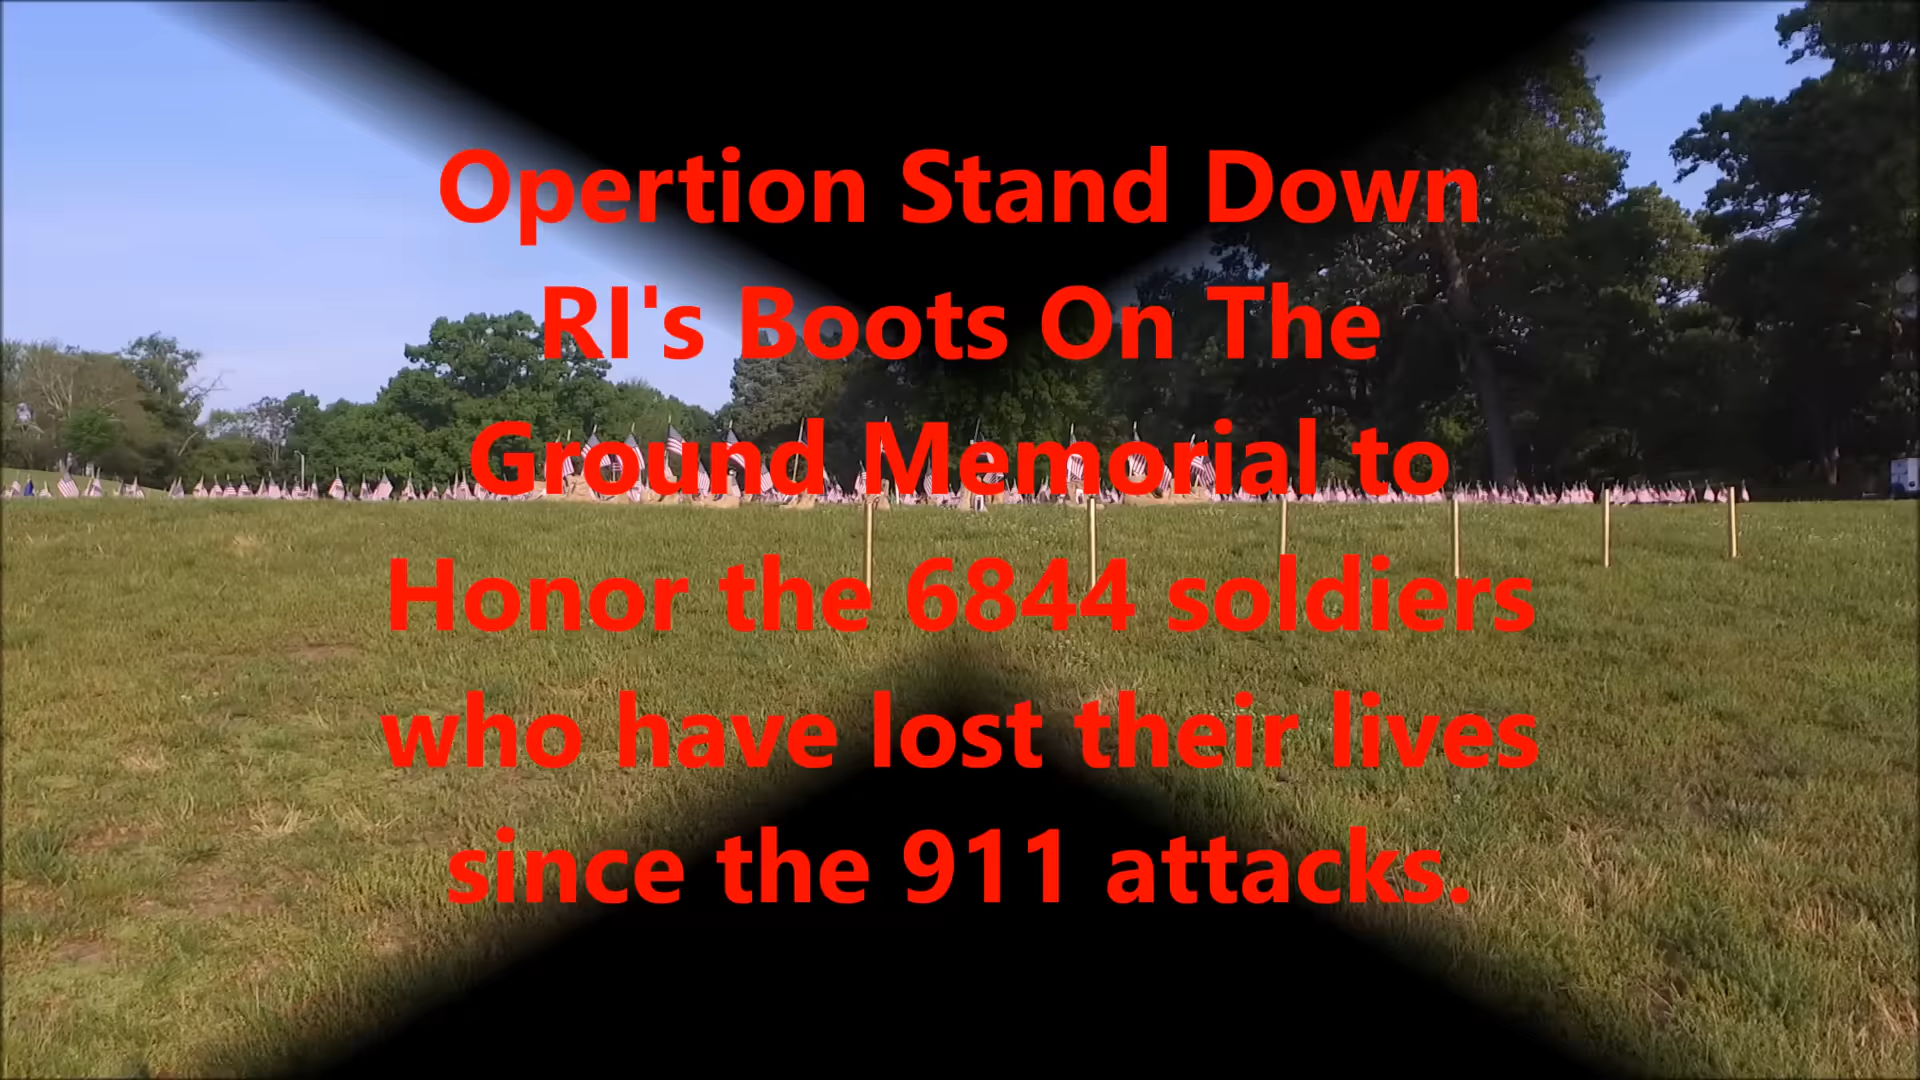 Opertion Stand Down
RI's Boots On The
Ground Memorial to
Honor the 6844 soldiers
who have lost their lives
since the 911 attacks.